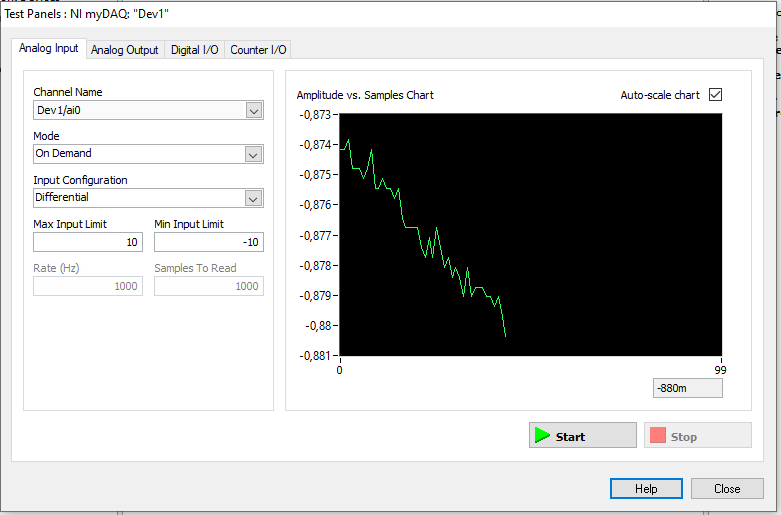 Test Panels : NI myDAQ: "Dev1"
Analog Input Analog Output Digital I/O Counter I/O
Channel Name
Dev1/ai0
Mode
On Demand
Input Configuration
Differential
Max Input Limit Min Input Limit
10 -10
Rate (Hz) Samples To Read
1000 1000
Amplitude vs. Samples Chart Auto-scale chart
-0,873
-0,874
-0,875
-0,876
-0,877
-0,878
-0,879
-0,88
-0,881
0 99
-880m
Start Stop
Help Close